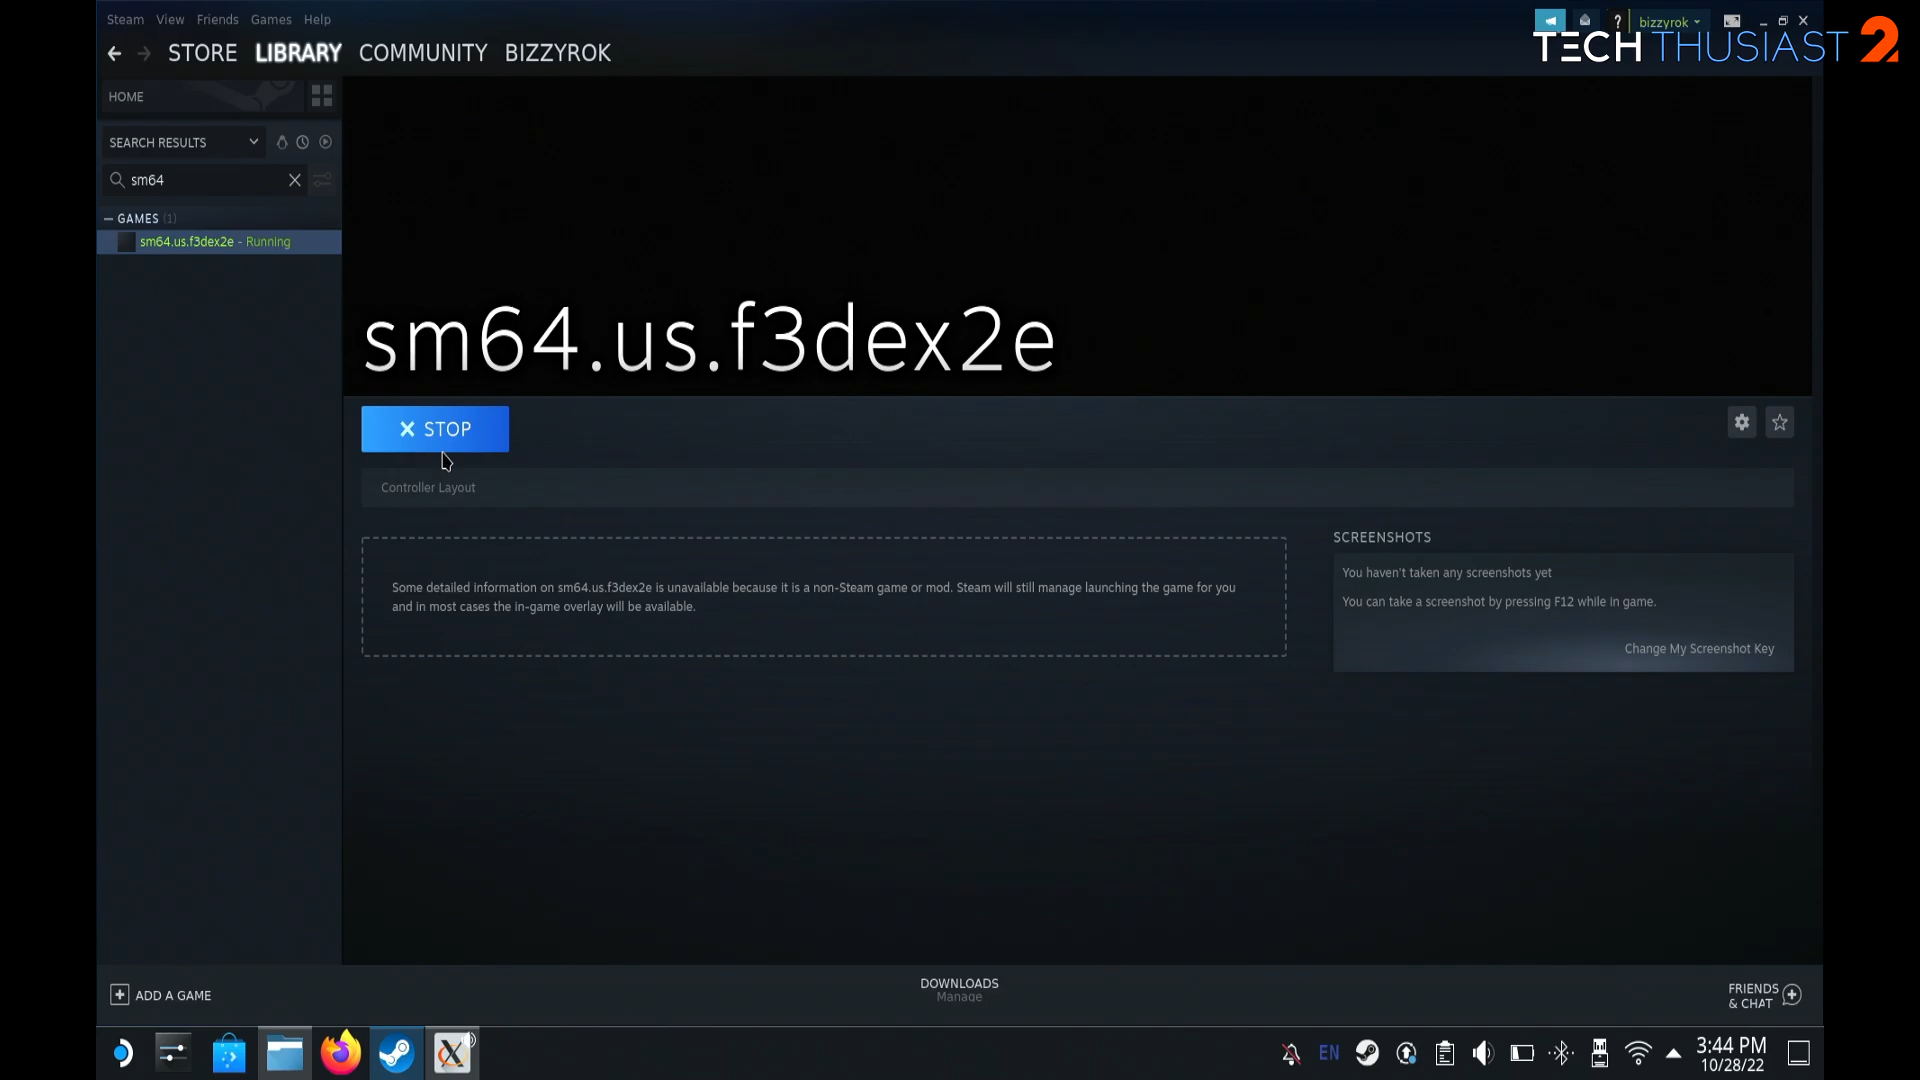 Steam View Friends Games Help
bizzyrok
TECH THUSIAST 2
STORE LIBRARY COMMUNITY BIZZYROK
HOME
SEARCH RESULTS
sm64
GAMES (1)
sm64.us.f3dex2e - Running
sm64.us.f3dex2e
STOP
Controller Layout
Some detailed information on sm64.us.f3dex2e is unavailable because it is a non-Steam game or mod. Steam will still manage launching the game for you
and in most cases the in-game overlay will be available.
SCREENSHOTS
You haven't taken any screenshots yet
You can take a screenshot by pressing F12 while in game.
Change My Screenshot Key
ADD A GAME
DOWNLOADS
Manage
FRIENDS
& CHAT
EN
3:44 PM
10/28/22